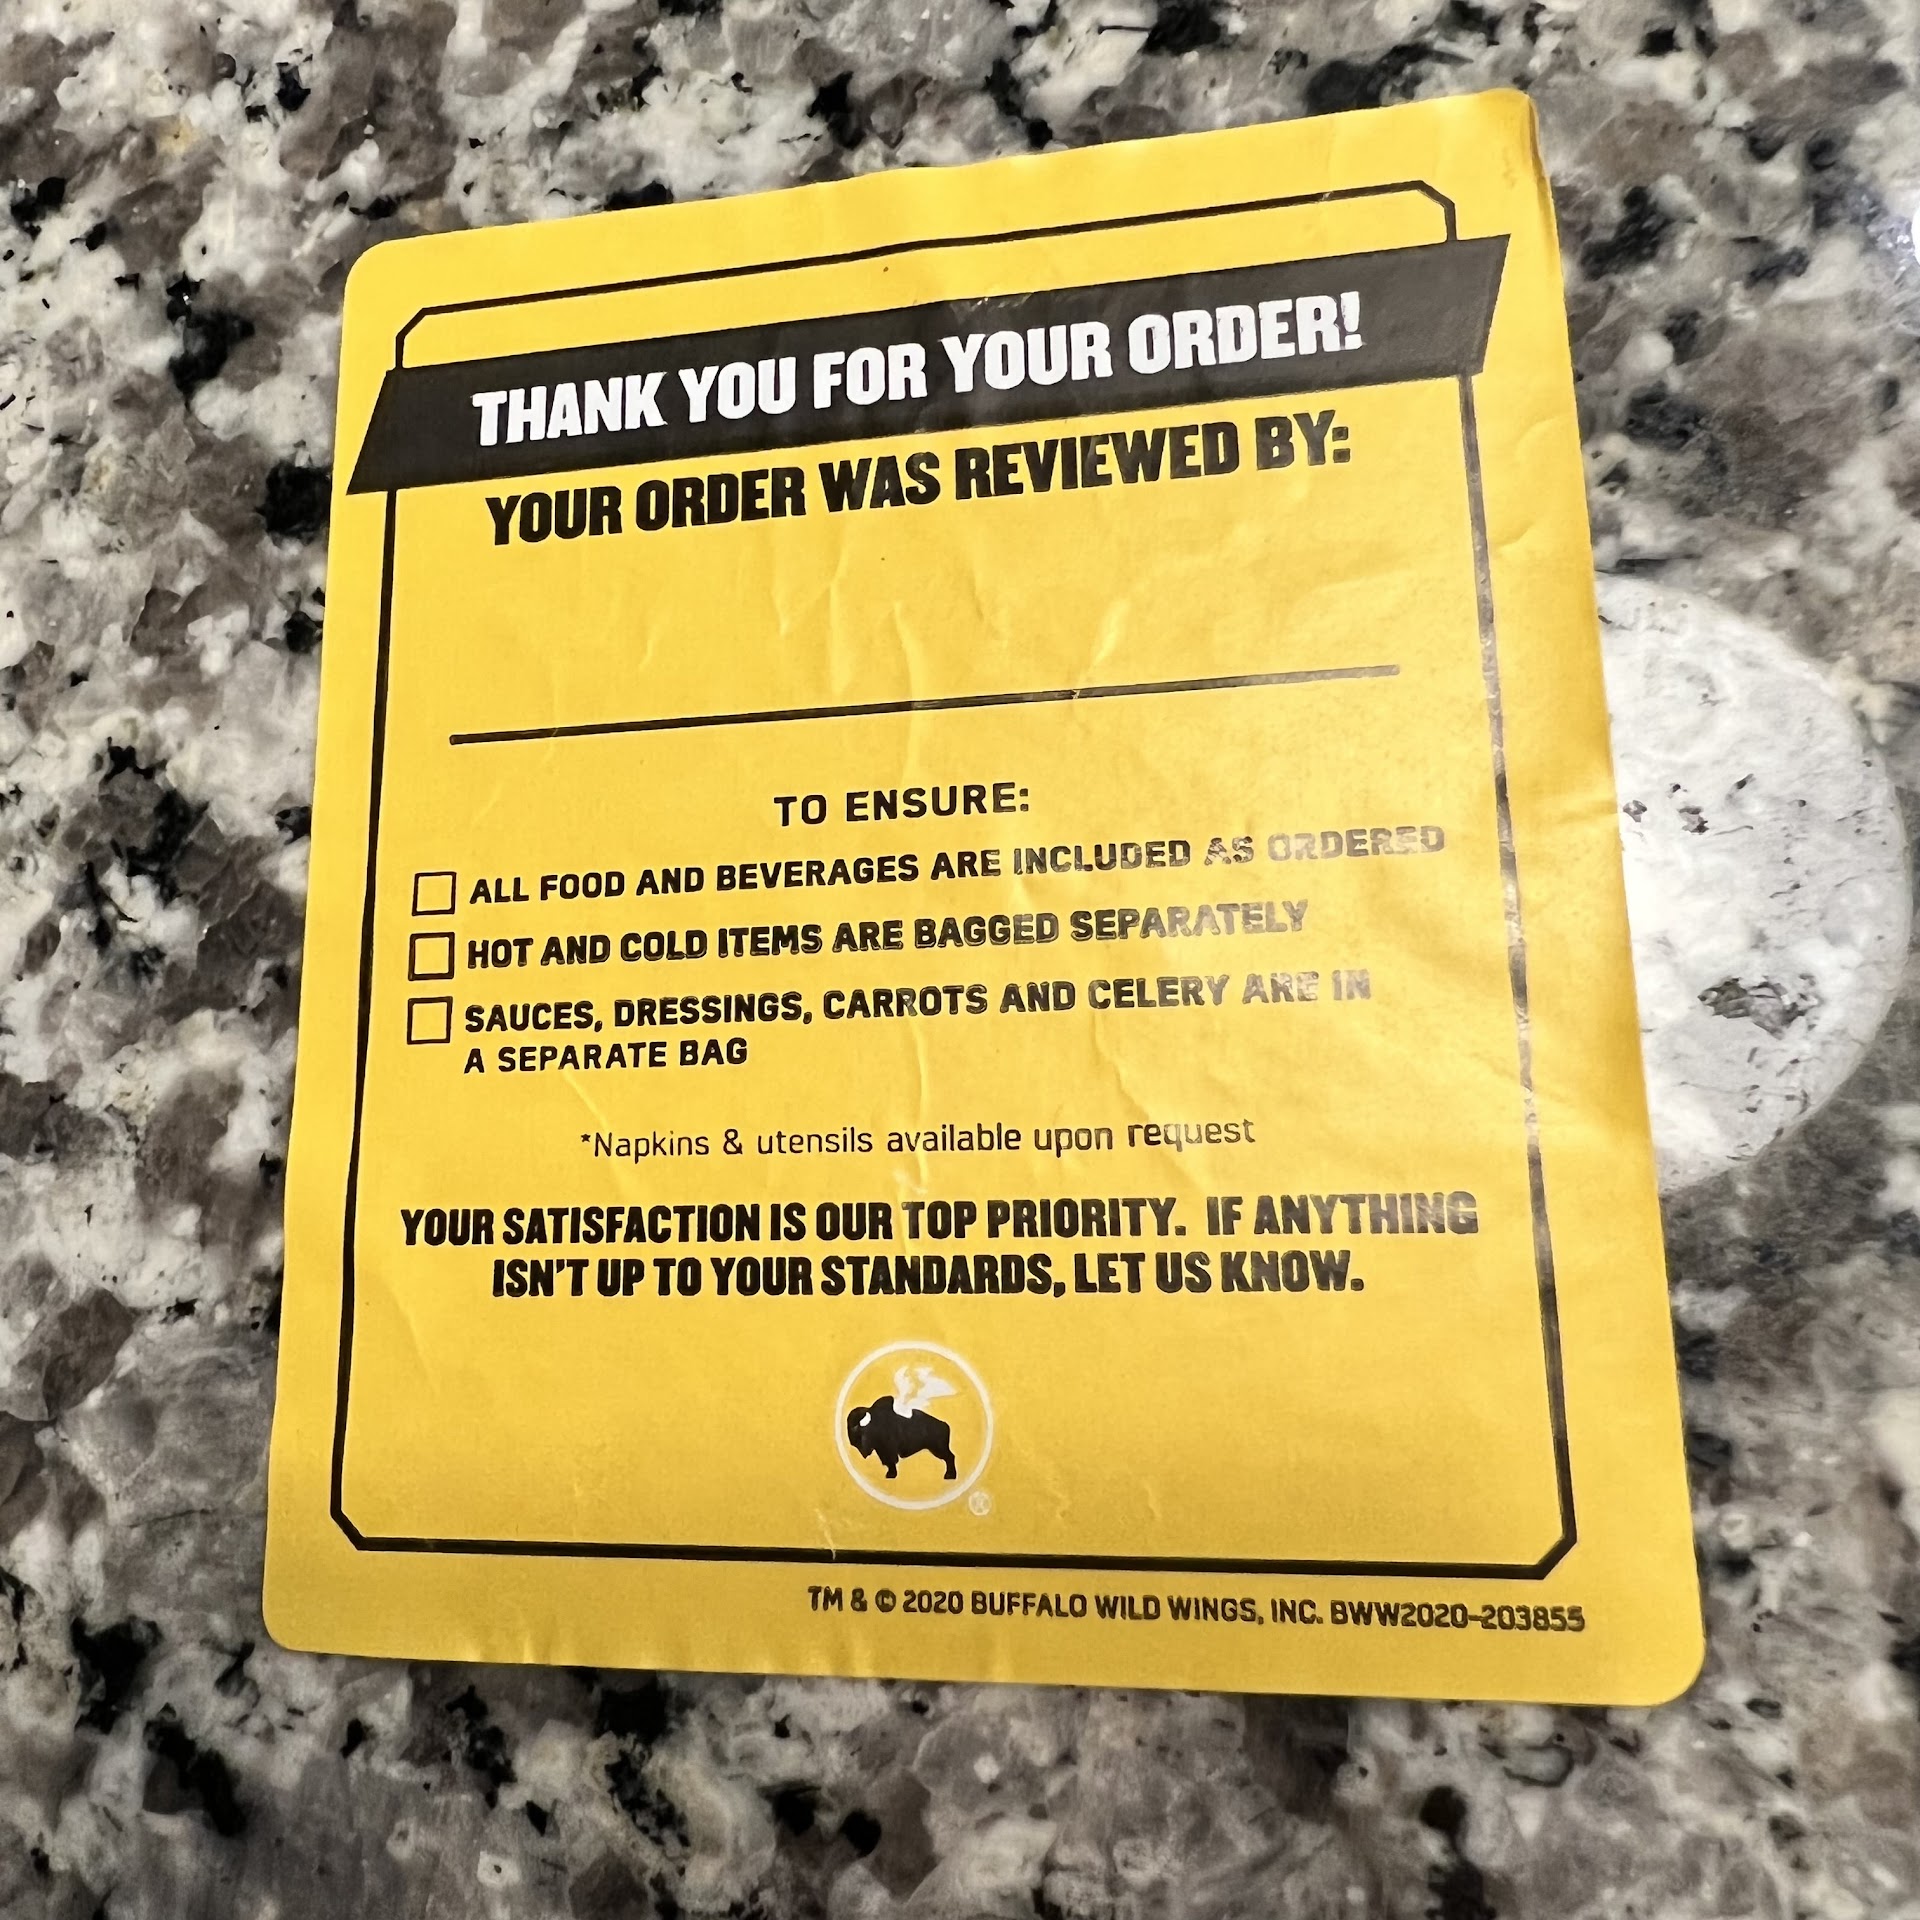 THANK YOU FOR YOUR ORDER!
YOUR ORDER WAS REVIEWED BY:
TO ENSURE:
ALL FOOD AND BEVERAGES ARE INCLUDED AS ORDERED
HOT AND COLD ITEMS ARE BAGGED SEPARATELY
SAUCES, DRESSINGS, CARROTS AND CELERY ARE IN
A SEPARATE BAG
*Napkins & utensils available upon request
YOUR SATISFACTION IS OUR TOP PRIORITY. IF ANYTHING
ISN'T UP TO YOUR STANDARDS, LET US KNOW.
®
TM & © 2020 BUFFALO WILD WINGS, INC. BWW2020-203855